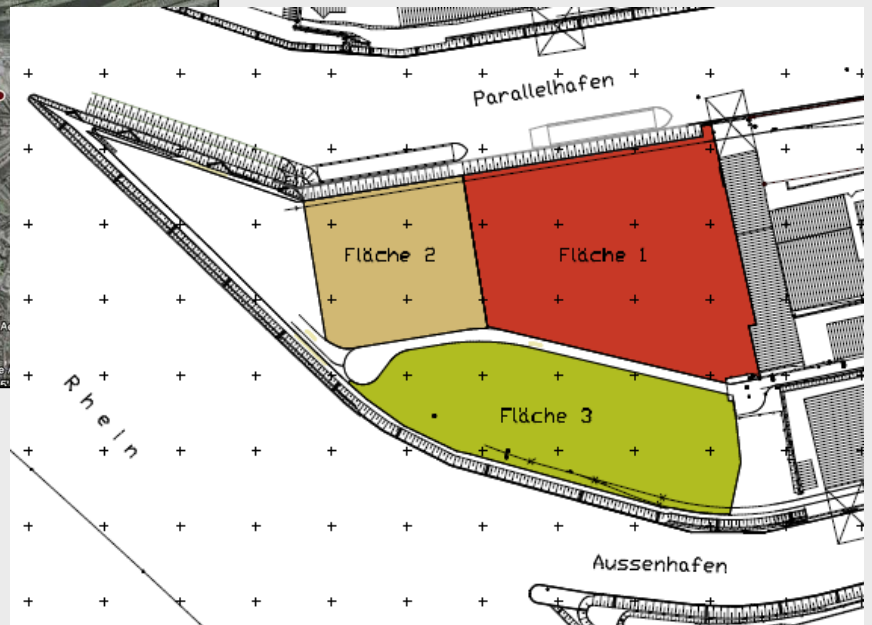 Parallelhafen
Fläche 2
Fläche 1
Rhein
Fläche 3
Aussenhafen